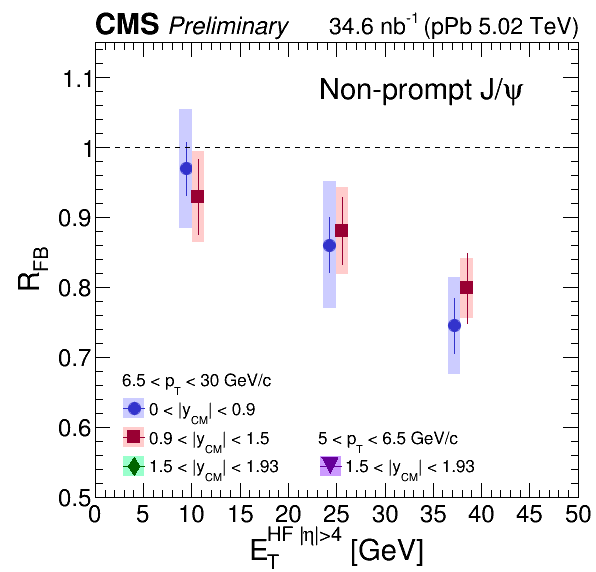 CMS Preliminary 34.6 nb⁻¹ (pPb 5.02 TeV)
Non-prompt J/ψ
1.1
1
0.9
0.8
0.7
0.6
0.5
R_FB
6.5 < p_T < 30 GeV/c
0 < |y_CM| < 0.9
0.9 < |y_CM| < 1.5
1.5 < |y_CM| < 1.93
5 < p_T < 6.5 GeV/c
1.5 < |y_CM| < 1.93
0 5 10 15 20 25 30 35 40 45 50
E_T^HF |η|>4 [GeV]